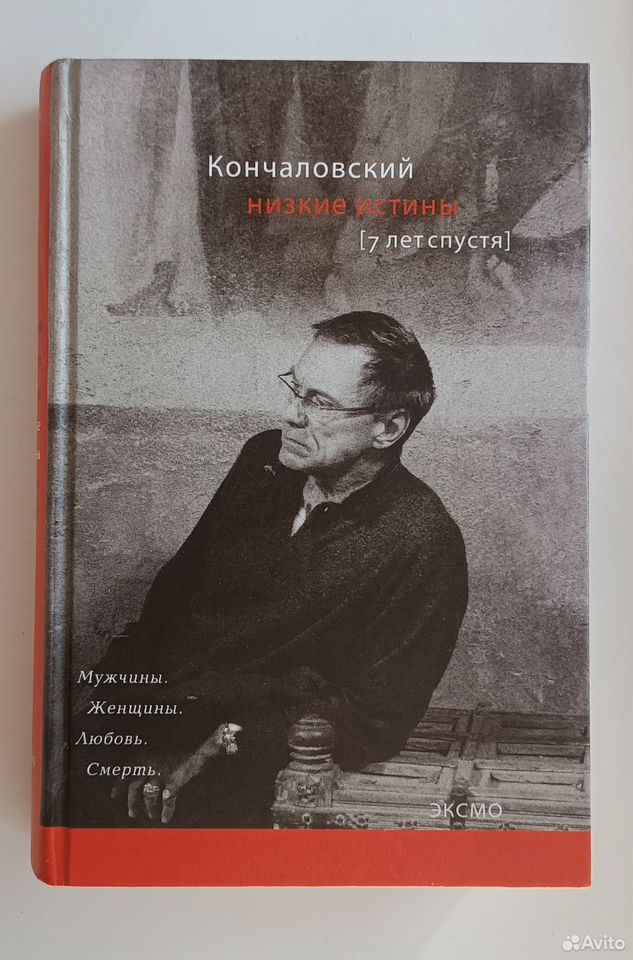 Кончаловский
низкие истины
[7 лет спустя]
Мужчины.
Женщины.
Любовь.
Смерть.
ЭКСМО
Avito